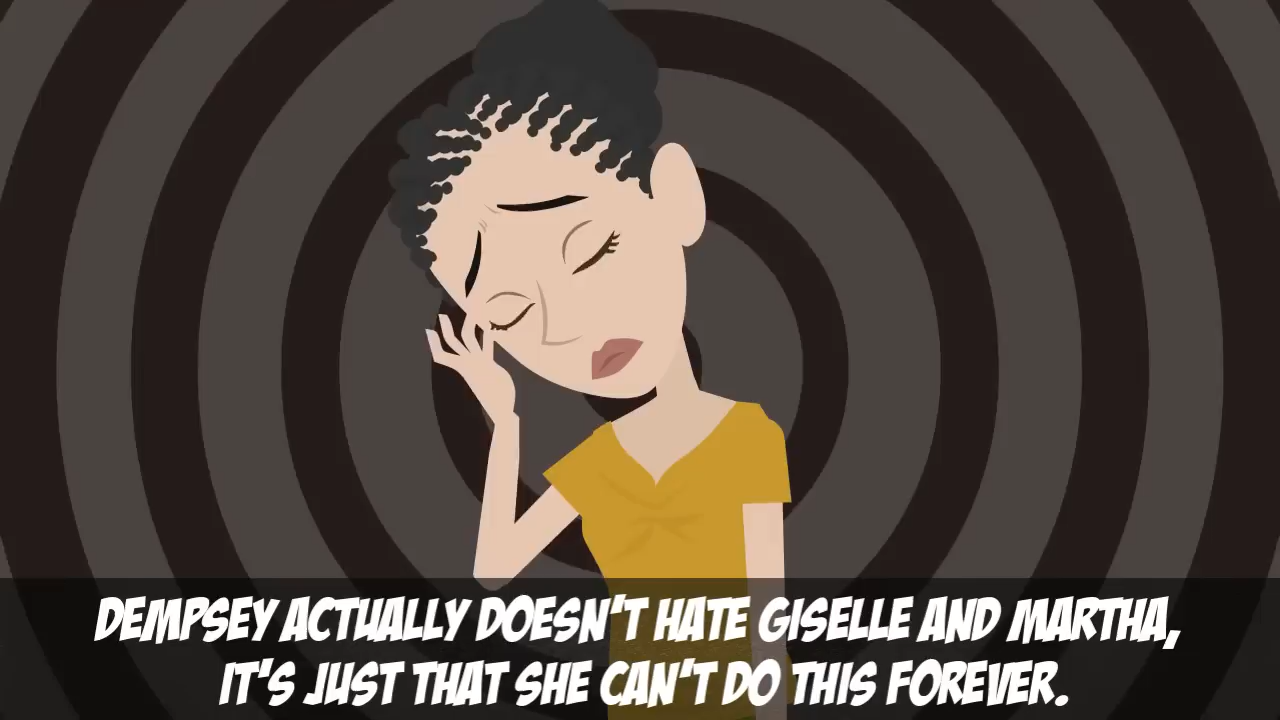 DEMPSEY ACTUALLY DOESN'T HATE GISELLE AND MARTHA,
IT'S JUST THAT SHE CAN'T DO THIS FOREVER.